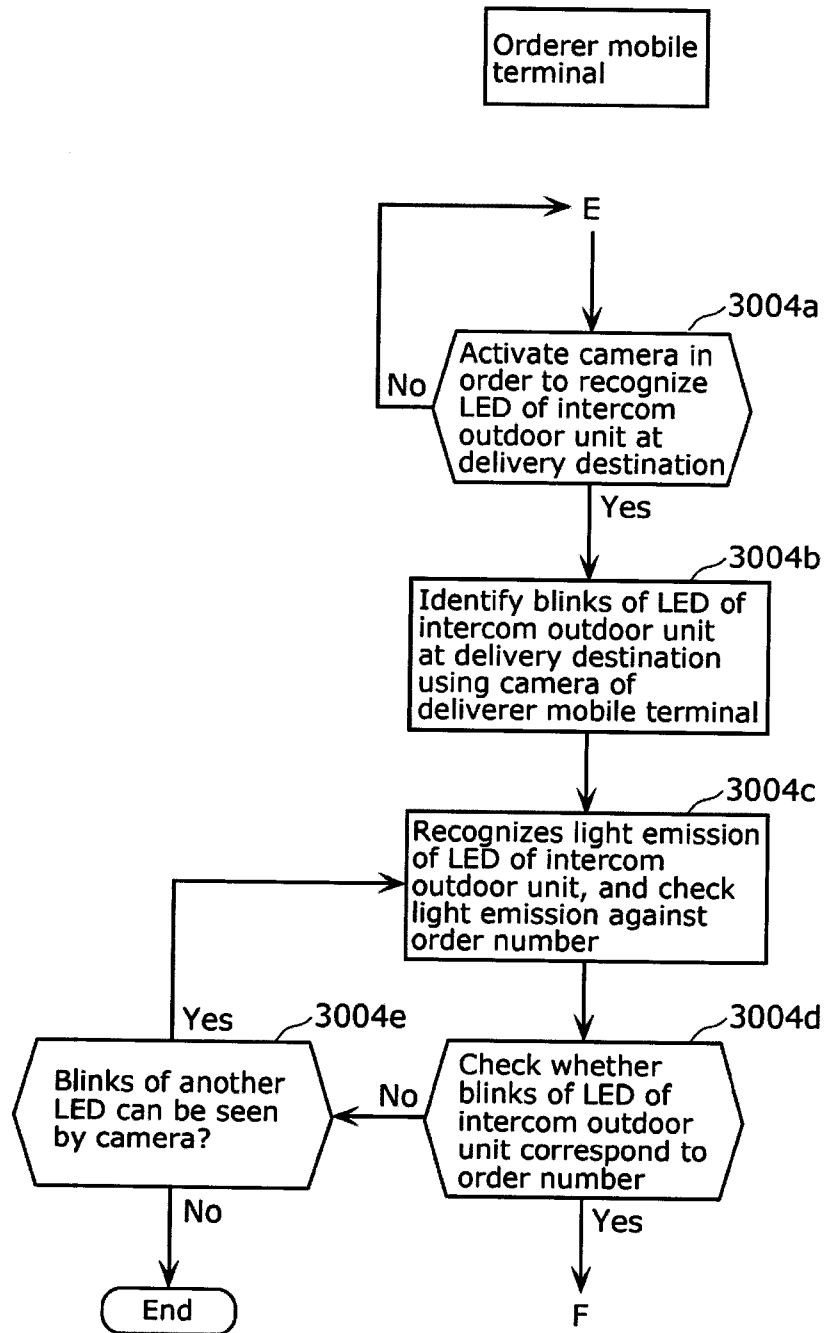 Orderer mobile
terminal
E
3004a
Activate camera in
order to recognize
LED of intercom
outdoor unit at
delivery destination
No
Yes
3004b
Identify blinks of LED of
intercom outdoor unit
at delivery destination
using camera of
deliverer mobile terminal
3004c
Recognizes light emission
of LED of intercom
outdoor unit, and check
light emission against
order number
Yes
3004e
3004d
Blinks of another
LED can be seen
by camera?
No
Check whether
blinks of LED of
intercom outdoor
unit correspond to
order number
No
Yes
End
F